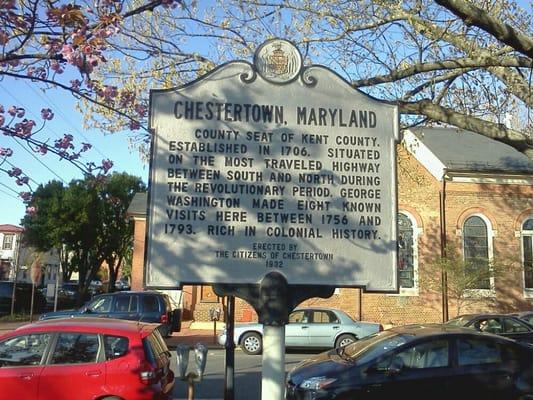 CHESTERTOWN, MARYLAND
COUNTY SEAT OF KENT COUNTY.
ESTABLISHED IN 1706. SITUATED
ON THE MOST TRAVELED HIGHWAY
BETWEEN SOUTH AND NORTH DURING
THE REVOLUTIONARY PERIOD. GEORGE
WASHINGTON MADE EIGHT KNOWN
VISITS HERE BETWEEN 1756 AND
1793. RICH IN COLONIAL HISTORY.
ERECTED BY
THE CITIZENS OF CHESTERTOWN
1932